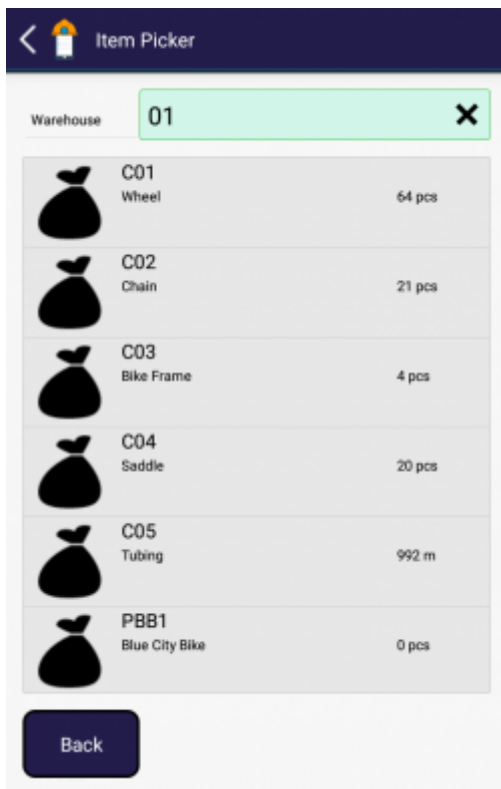 Item Picker
Warehouse 01
C01
Wheel 64 pcs
C02
Chain 21 pcs
C03
Bike Frame 4 pcs
C04
Saddle 20 pcs
C05
Tubing 992 m
PBB1
Blue City Bike 0 pcs
Back